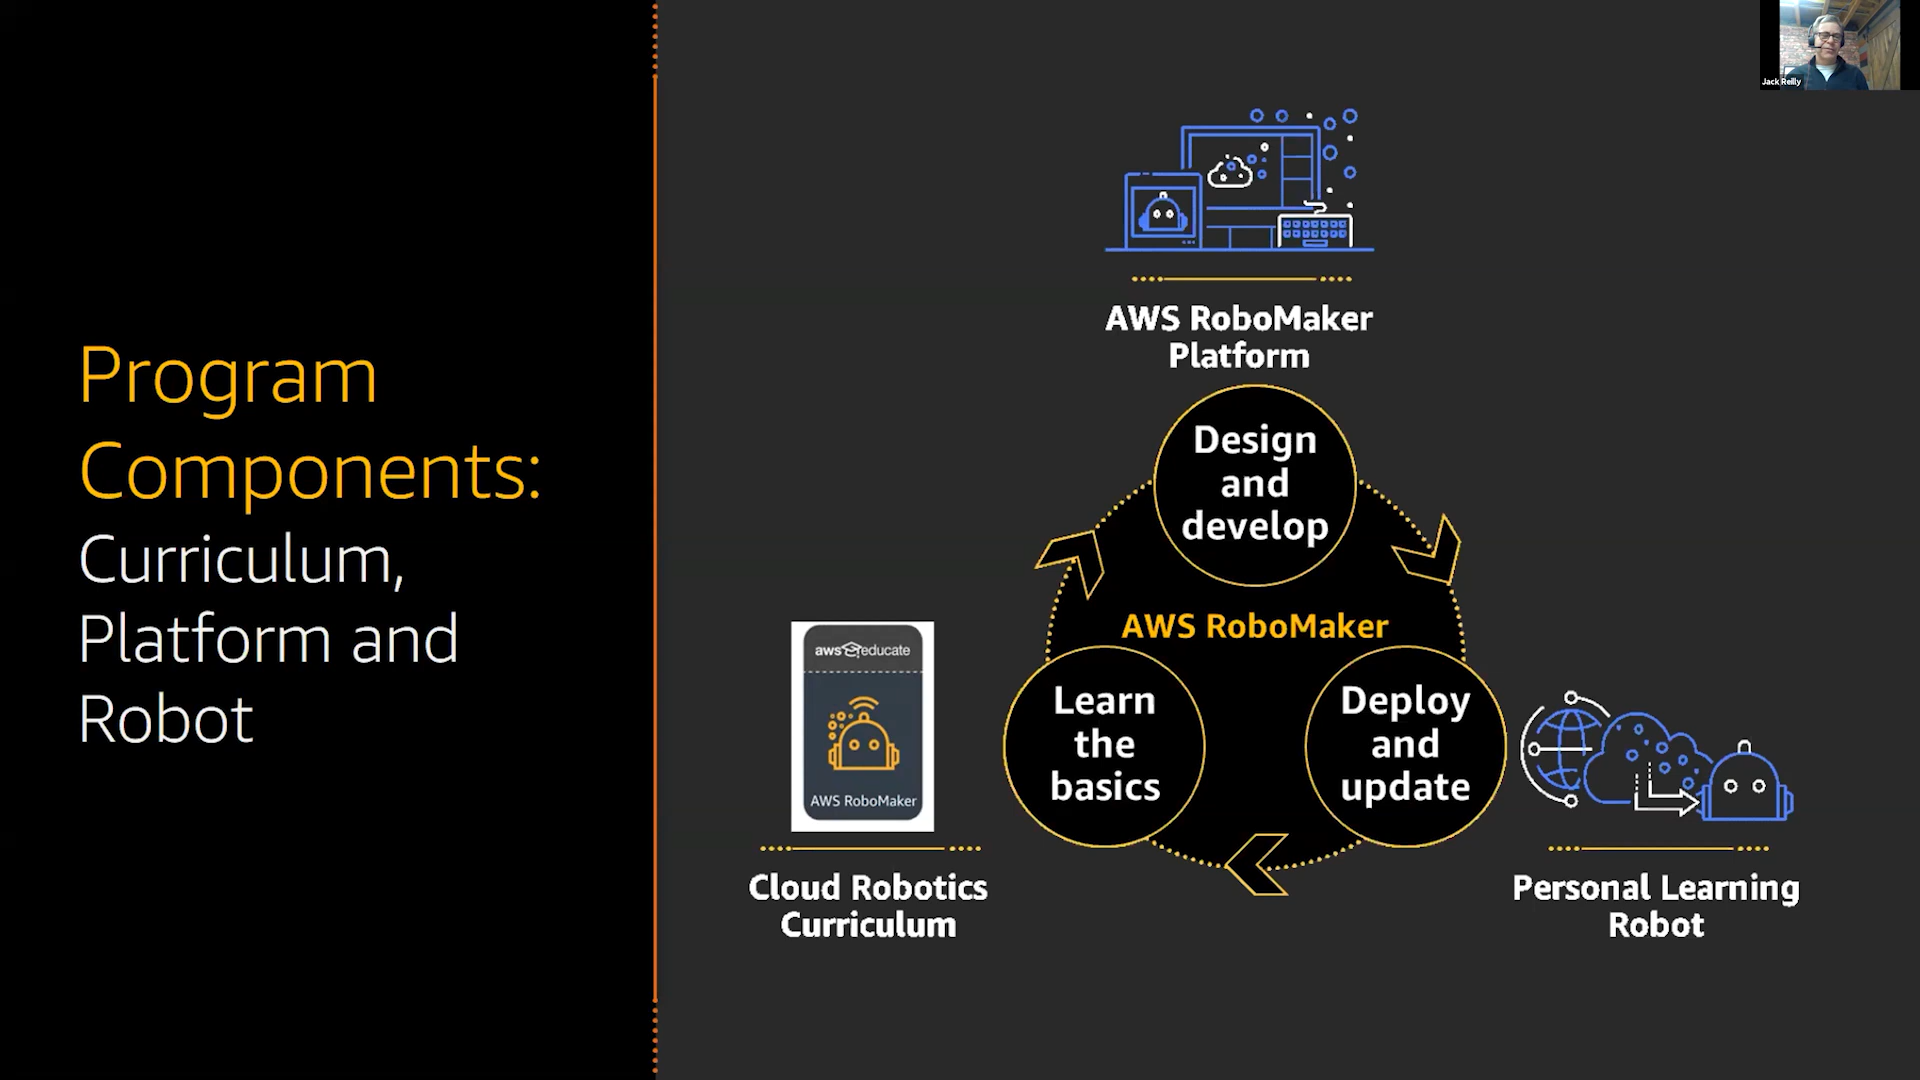 Jack Reilly
Program
Components:
Curriculum,
Platform and
Robot
AWS RoboMaker
Platform
Design
and
develop
AWS RoboMaker
Learn
the
basics
Deploy
and
update
aws educate
AWS RoboMaker
Cloud Robotics
Curriculum
Personal Learning
Robot